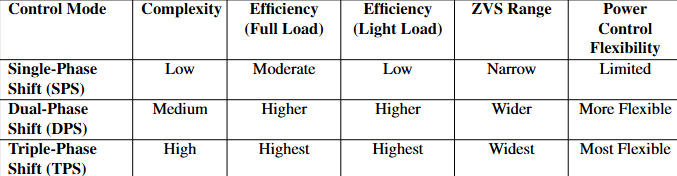 Control Mode Complexity Efficiency (Full Load) Efficiency (Light Load) ZVS Range Power Control Flexibility
Single-Phase Shift (SPS) Low Moderate Low Narrow Limited
Dual-Phase Shift (DPS) Medium Higher Higher Wider More Flexible
Triple-Phase Shift (TPS) High Highest Highest Widest Most Flexible